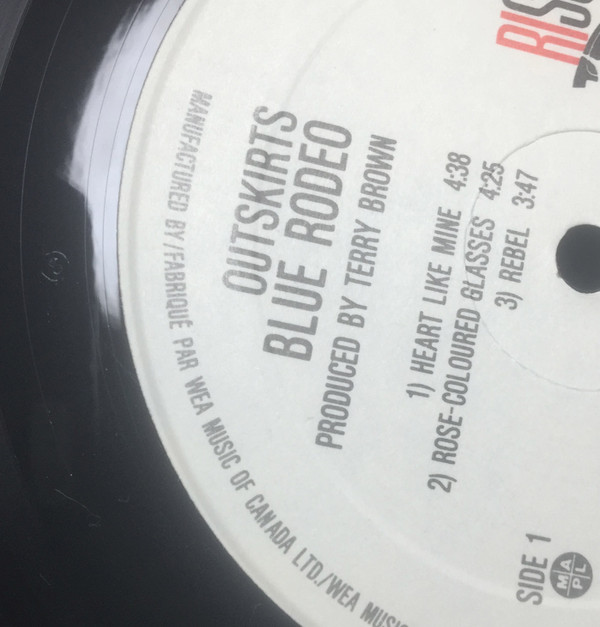 OUTSKIRTS
BLUE RODEO
PRODUCED BY TERRY BROWN
1) HEART LIKE MINE 4:38
2) ROSE-COLOURED GLASSES 4:25
3) REBEL 3:47
SIDE 1
M A
P L
MANUFACTURED BY/FABRIQUÉ PAR WEA MUSIC OF CANADA LTD./WEA